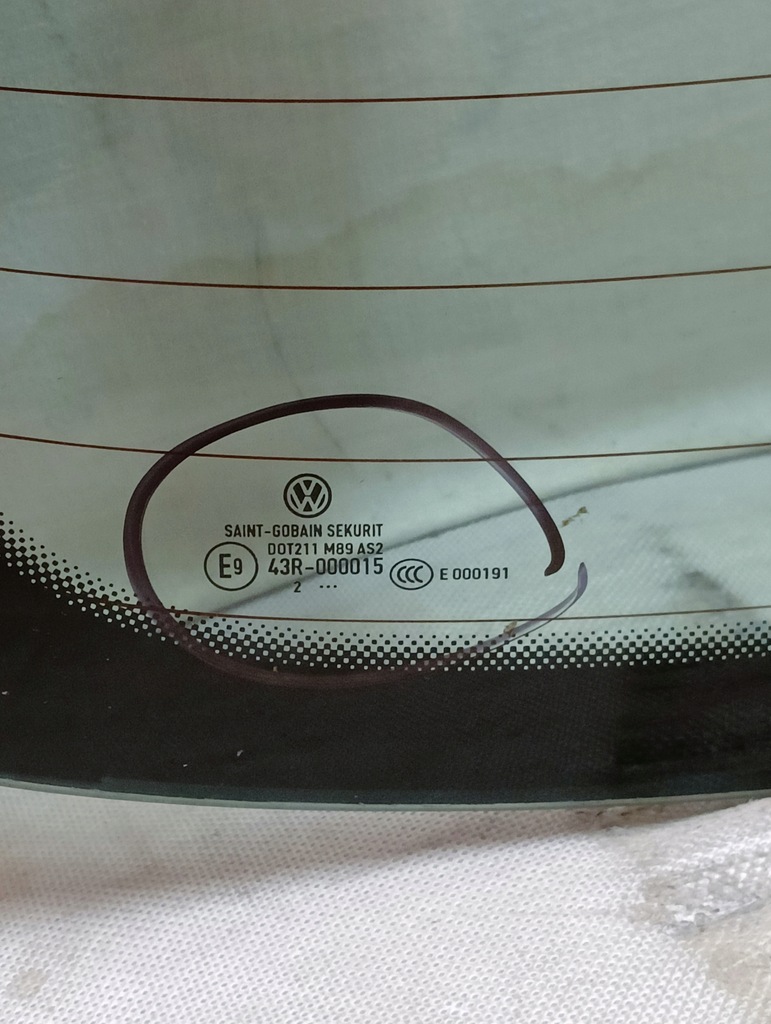 SAINT-GOBAIN SEKURIT
DOT211 M89 AS2
E9 43R-000015 CCC E 000191
2 ...